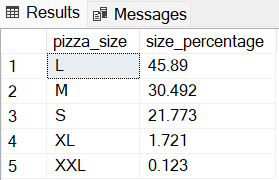 Results Messages
pizza_size size_percentage
1 L 45.89
2 M 30.492
3 S 21.773
4 XL 1.721
5 XXL 0.123